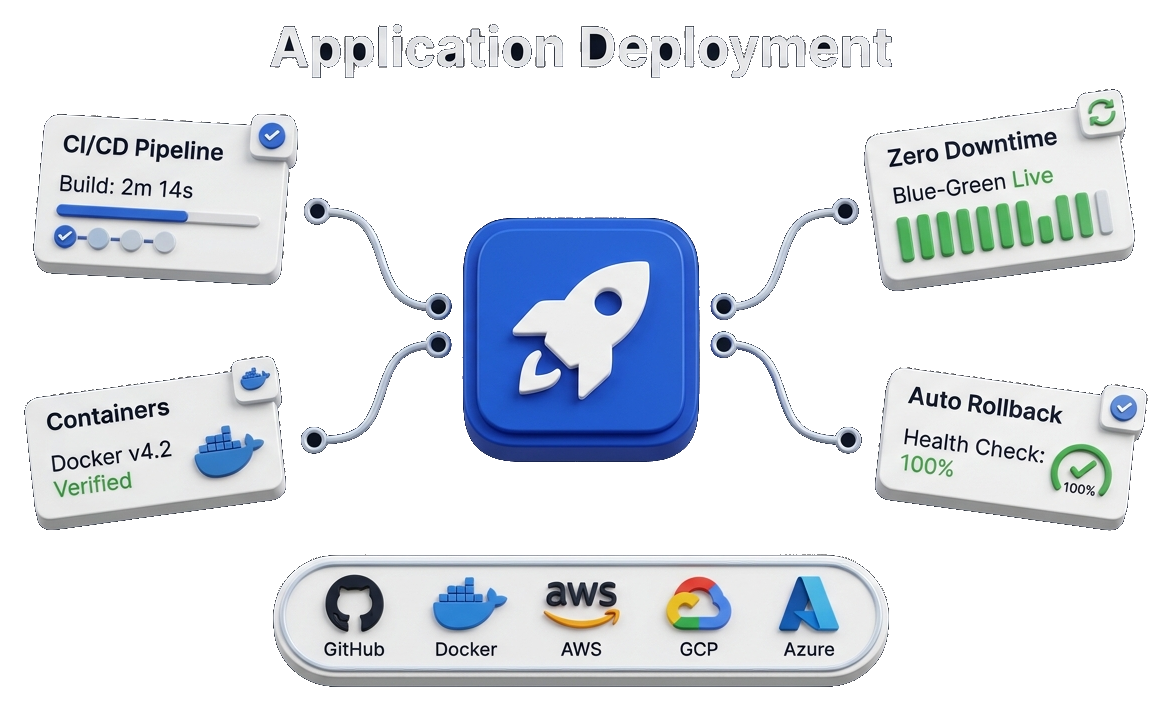 Application Deployment
CI/CD Pipeline
Build: 2m 14s
Zero Downtime
Blue-Green Live
Containers
Docker v4.2
Verified
Auto Rollback
Health Check:
100%
100%
aws
GitHub
Docker
AWS
GCP
Azure